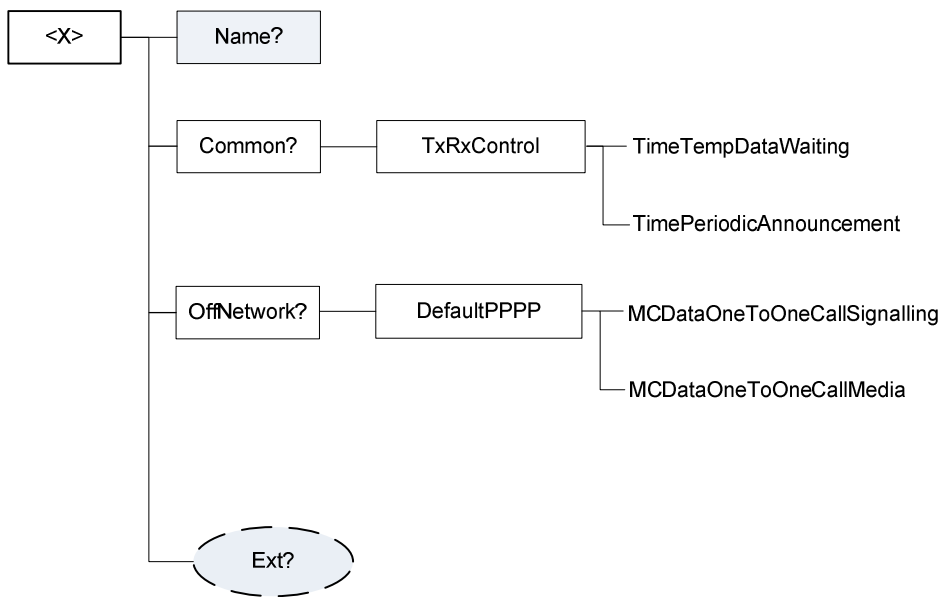 <X>
Name?
Common?
TxRxControl
TimeTempDataWaiting
TimePeriodicAnnouncement
OffNetwork?
DefaultPPPP
MCDataOneToOneCallSignalling
MCDataOneToOneCallMedia
Ext?